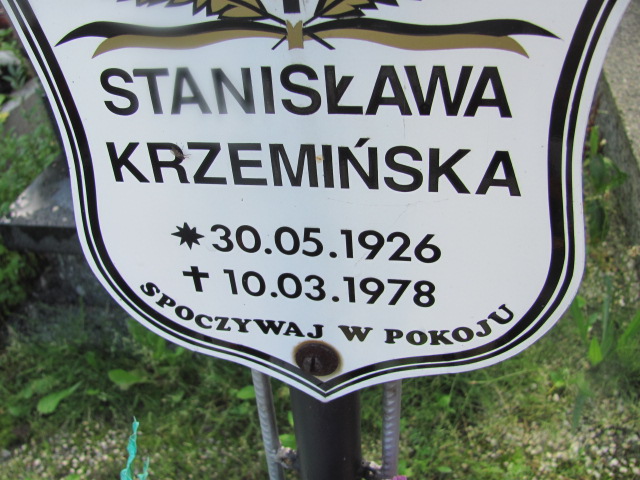 STANISŁAWA
KRZEMIŃSKA
30.05.1926
10.03.1978
SPOCZYWAJ W POKOJU